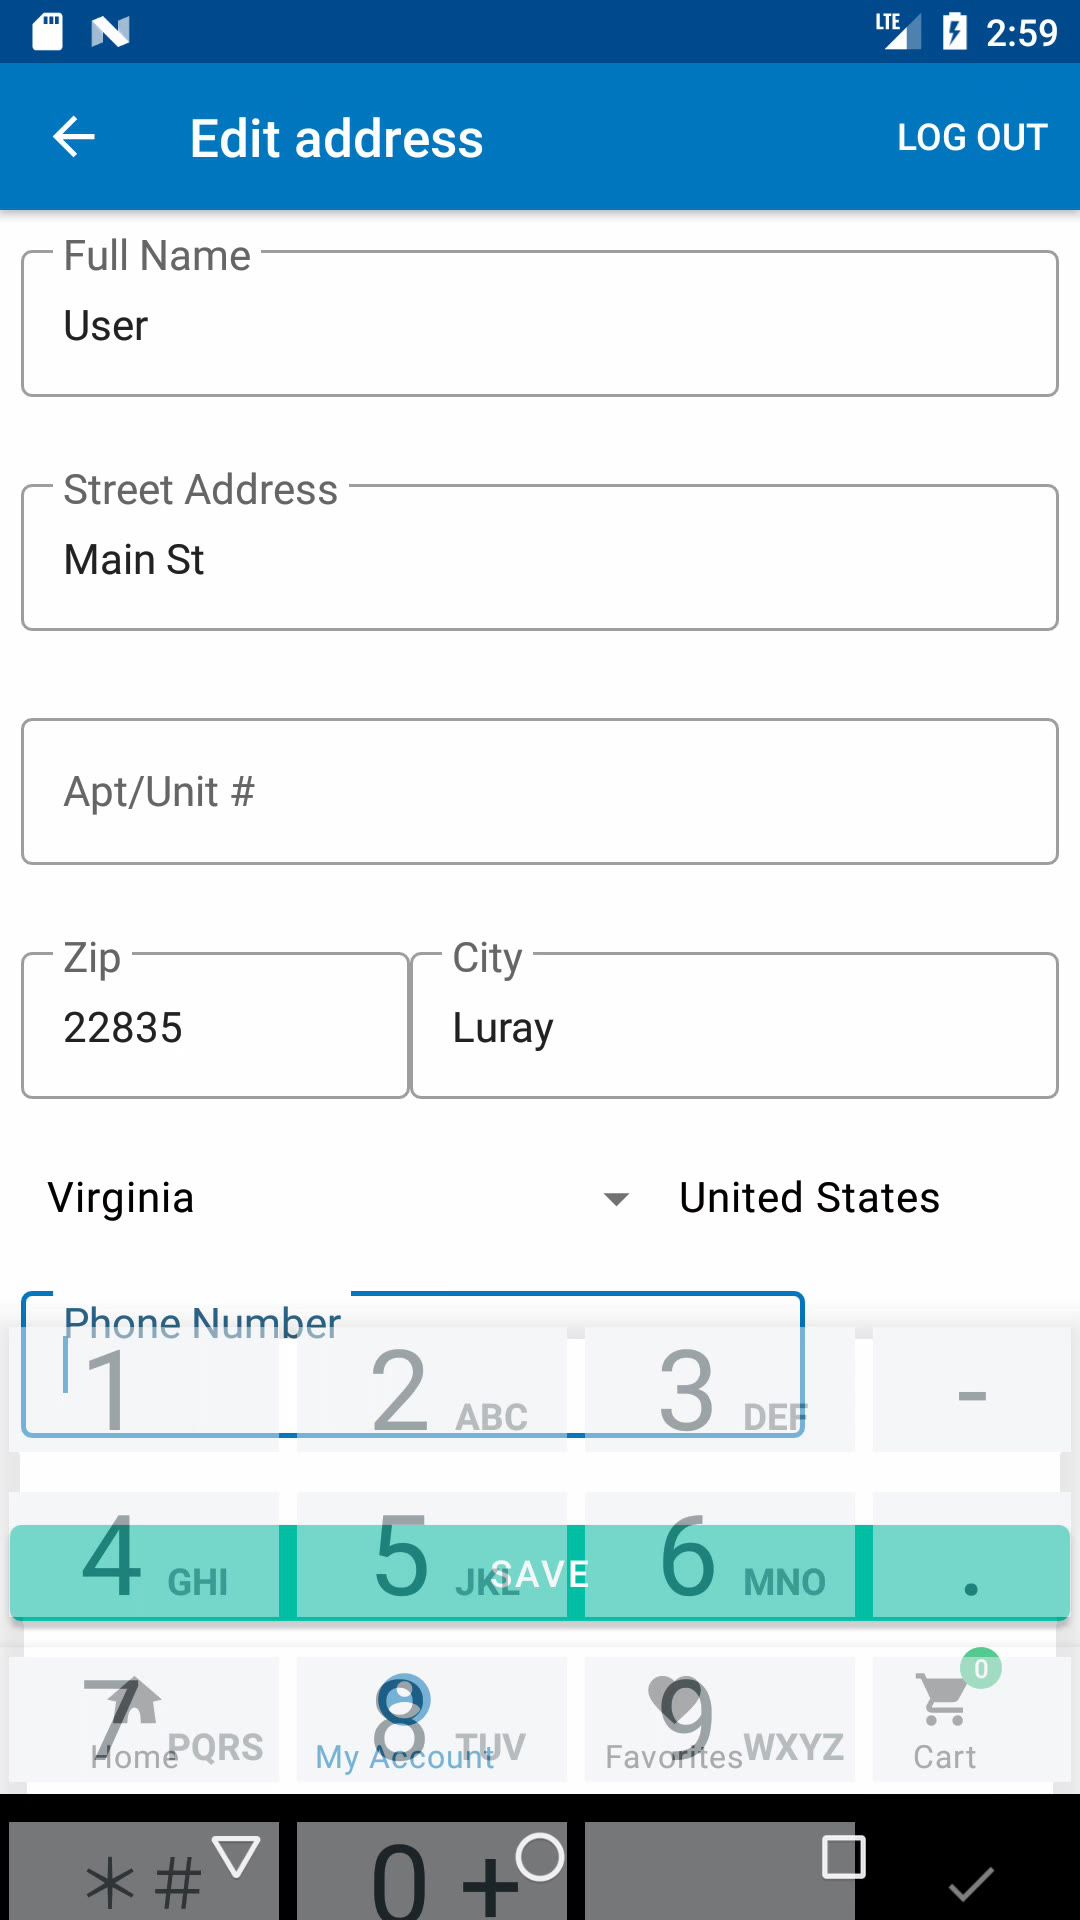 LTE 2:59
Edit address LOG OUT
Full Name
User
Street Address
Main St
Apt/Unit #
Zip City
22835 Luray
Virginia United States
Phone Number
1 2 ABC 3 DEF -
4 GHI 5 JKL 6 MNO .
SAVE
0
7 PQRS 8 TUV 9 WXYZ
Home My Account Favorites Cart
* # 0 +